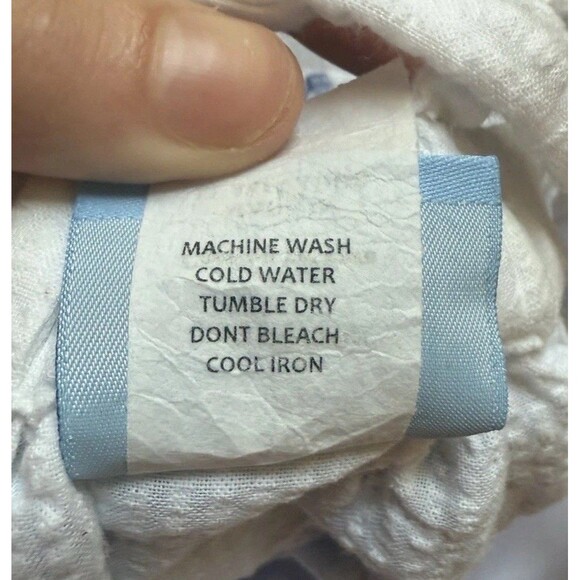 MACHINE WASH
COLD WATER
TUMBLE DRY
DONT BLEACH
COOL IRON